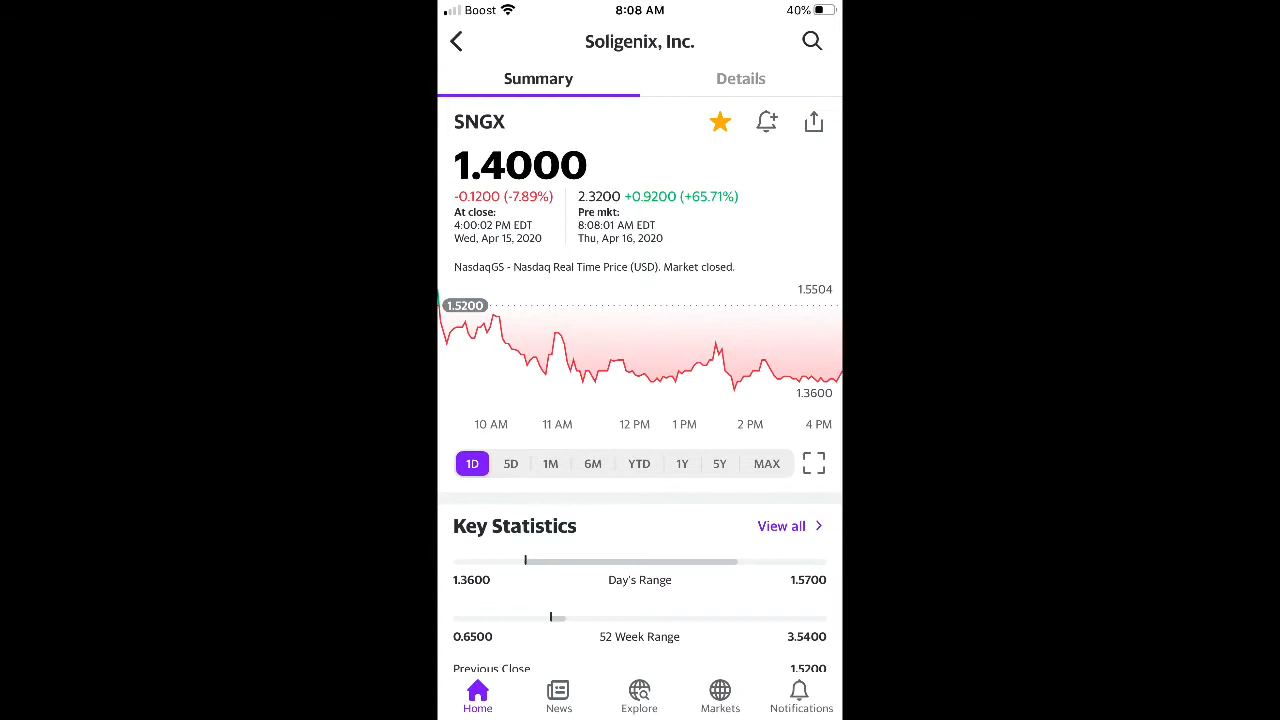 Boost 8:08 AM 40%
Soligenix, Inc.
Summary Details
SNGX
1.4000
-0.1200 (-7.89%) 2.3200 +0.9200 (+65.71%)
At close: Pre mkt:
4:00:02 PM EDT 8:08:01 AM EDT
Wed, Apr 15, 2020 Thu, Apr 16, 2020
NasdaqGS - Nasdaq Real Time Price (USD). Market closed.
1.5504
1.5200
1.3600
10 AM 11 AM 12 PM 1 PM 2 PM 4 PM
1D 5D 1M 6M YTD 1Y 5Y MAX
Key Statistics View all
1.3600 Day's Range 1.5700
0.6500 52 Week Range 3.5400
Previous Close 1.5200
Home News Explore Markets Notifications